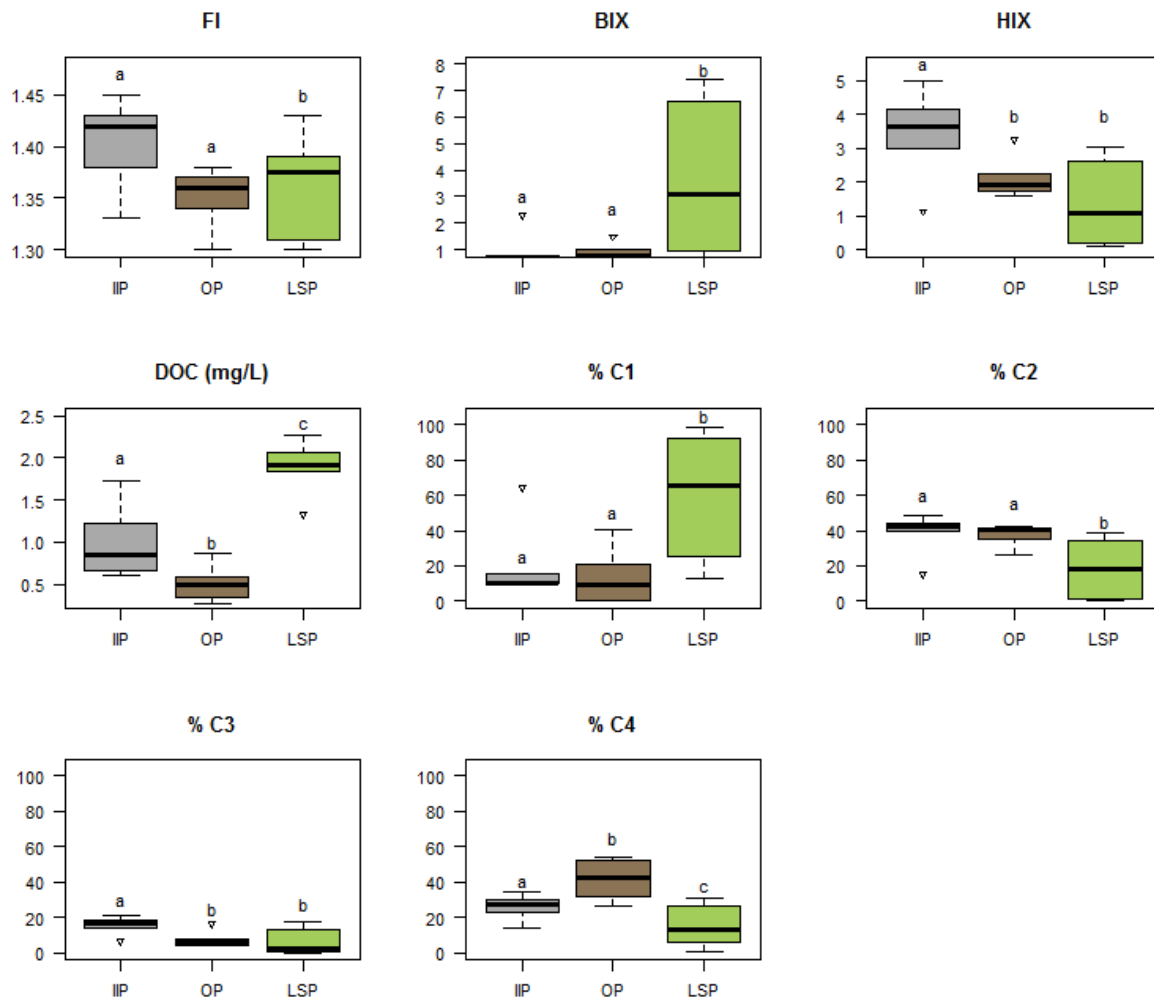 FI
a
a
b
1.45
1.40
1.35
1.30
IIP OP LSP
BIX
a
a
b
8
7
6
5
4
3
2
1
IIP OP LSP
HIX
a
b
b
5
4
3
2
1
0
IIP OP LSP
DOC (mg/L)
a
b
c
2.5
2.0
1.5
1.0
0.5
IIP OP LSP
% C1
a
a
b
100
80
60
40
20
0
IIP OP LSP
% C2
a
a
b
100
80
60
40
20
0
IIP OP LSP
% C3
a
b
b
100
80
60
40
20
0
IIP OP LSP
% C4
a
b
c
100
80
60
40
20
0
IIP OP LSP